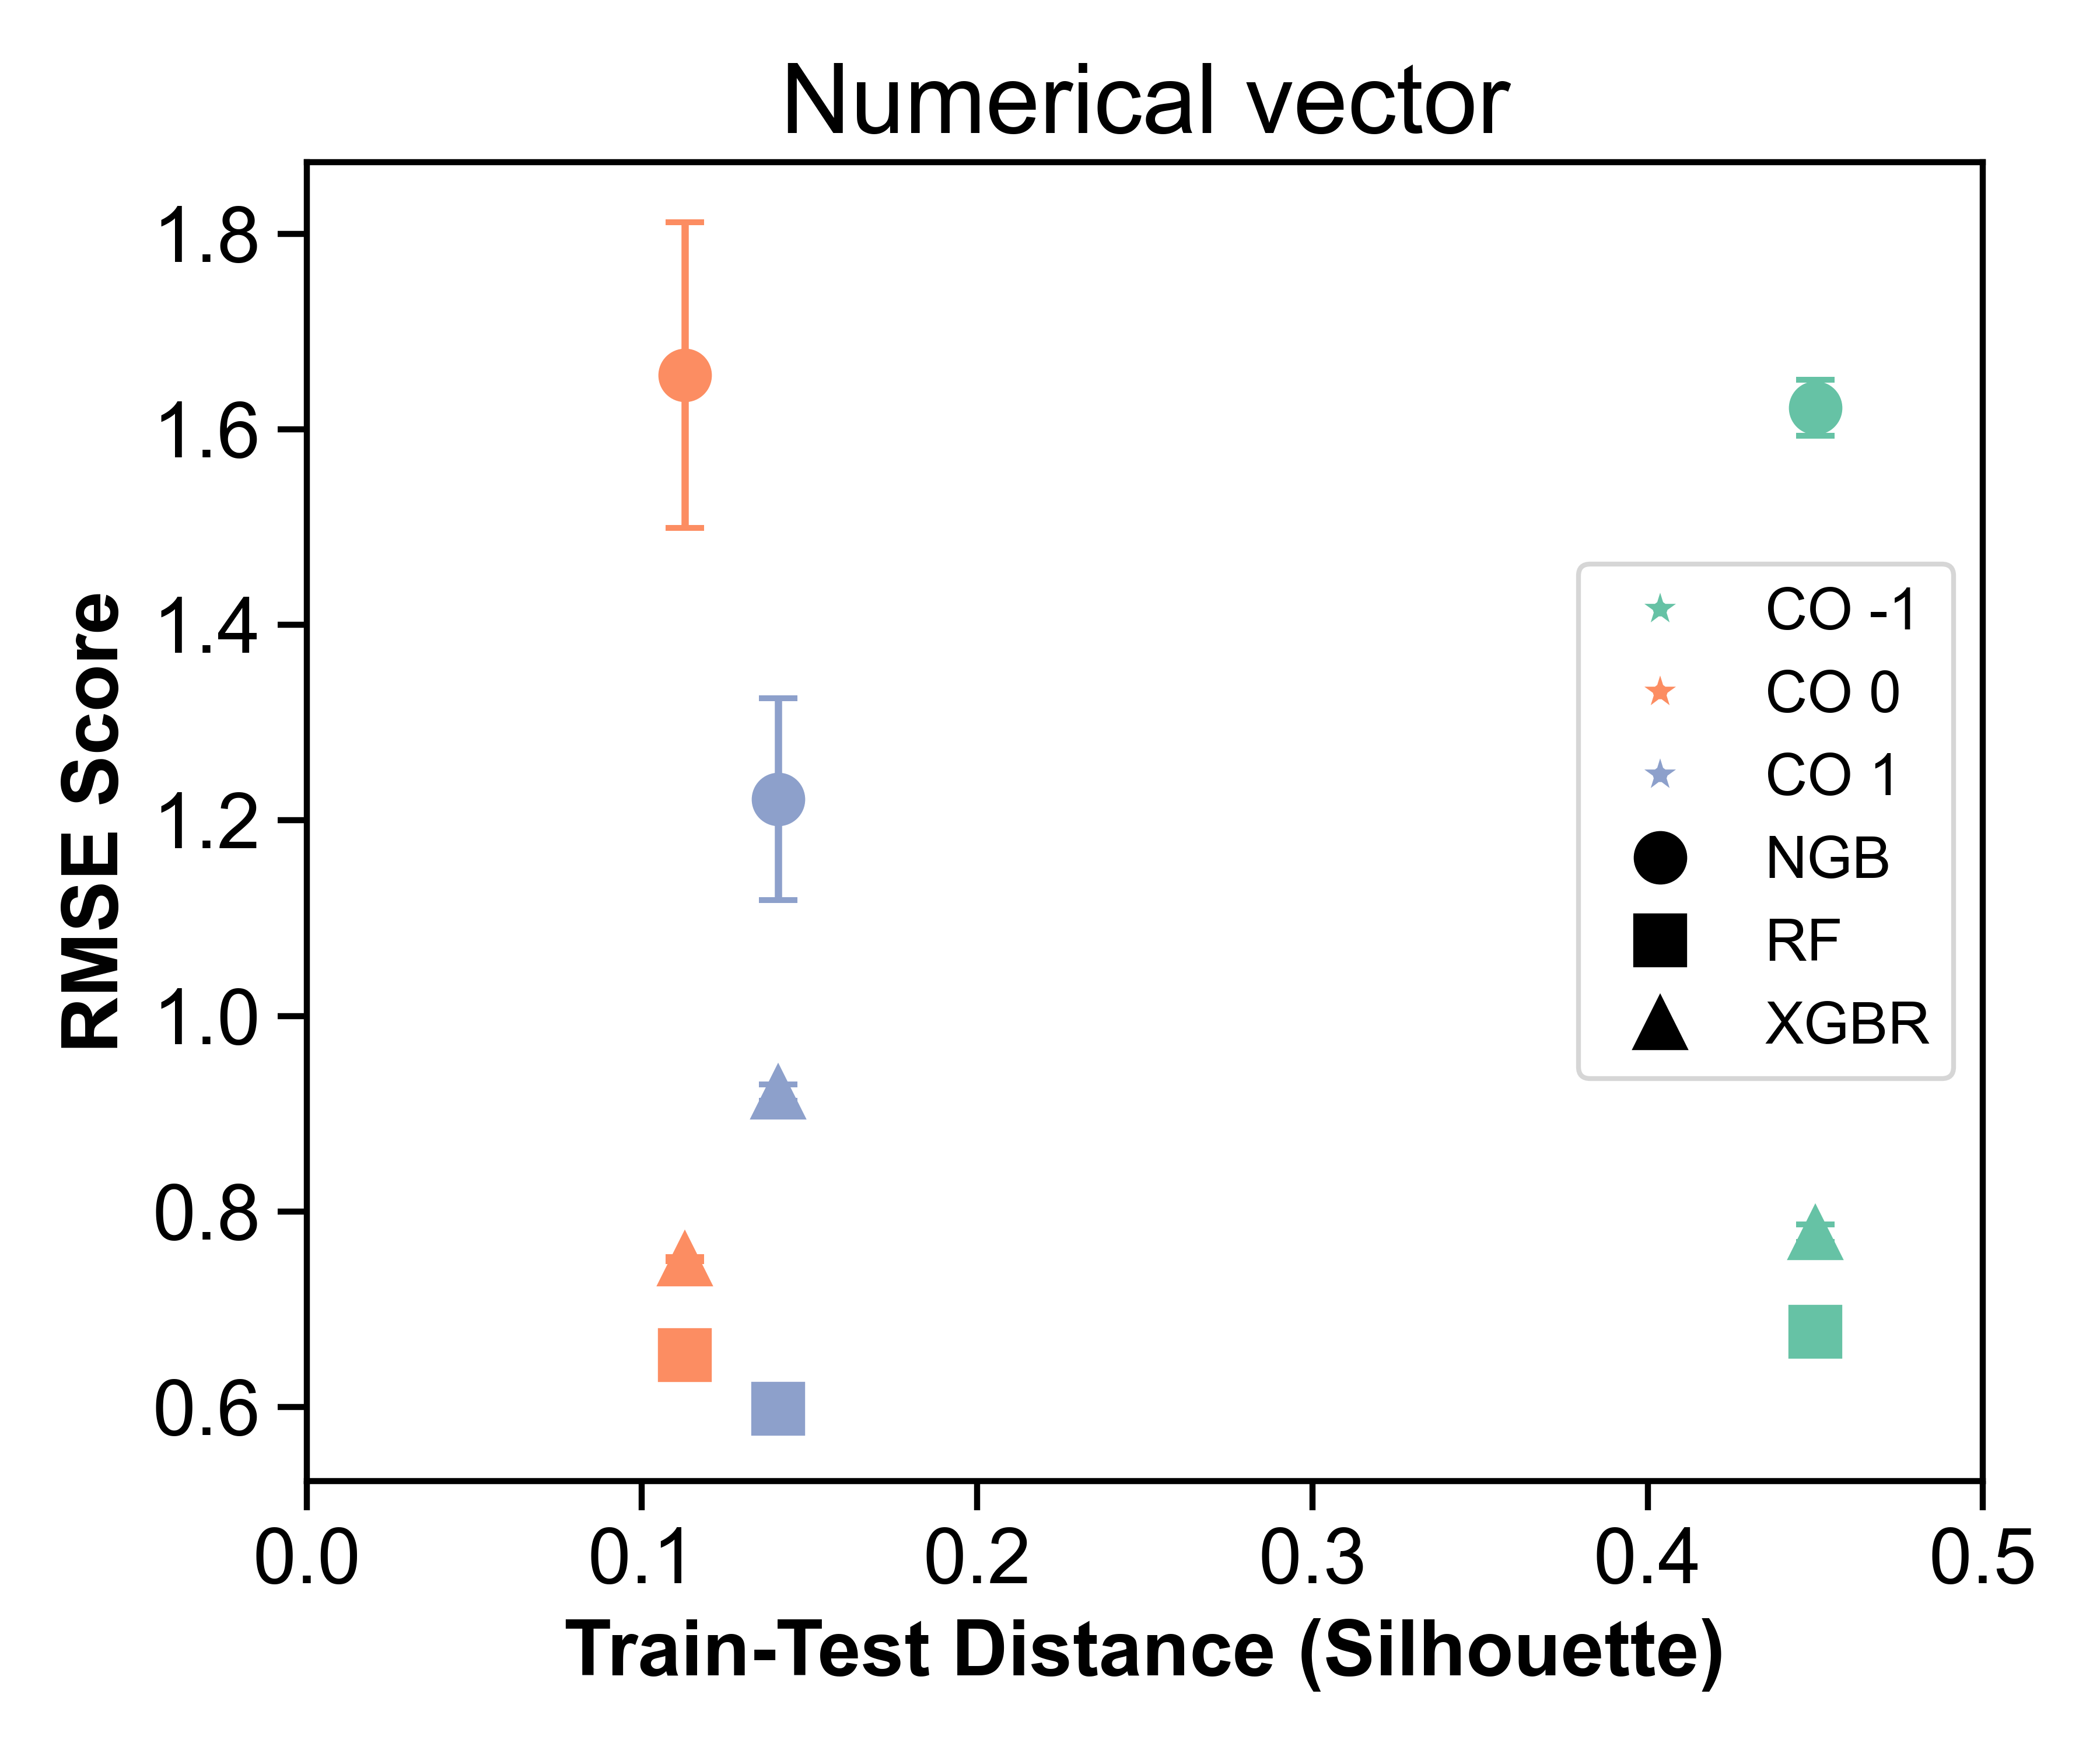 Numerical vector
RMSE Score
1.8
1.6
1.4
1.2
1.0
0.8
0.6
CO -1
CO 0
CO 1
NGB
RF
XGBR
0.0 0.1 0.2 0.3 0.4 0.5
Train-Test Distance (Silhouette)